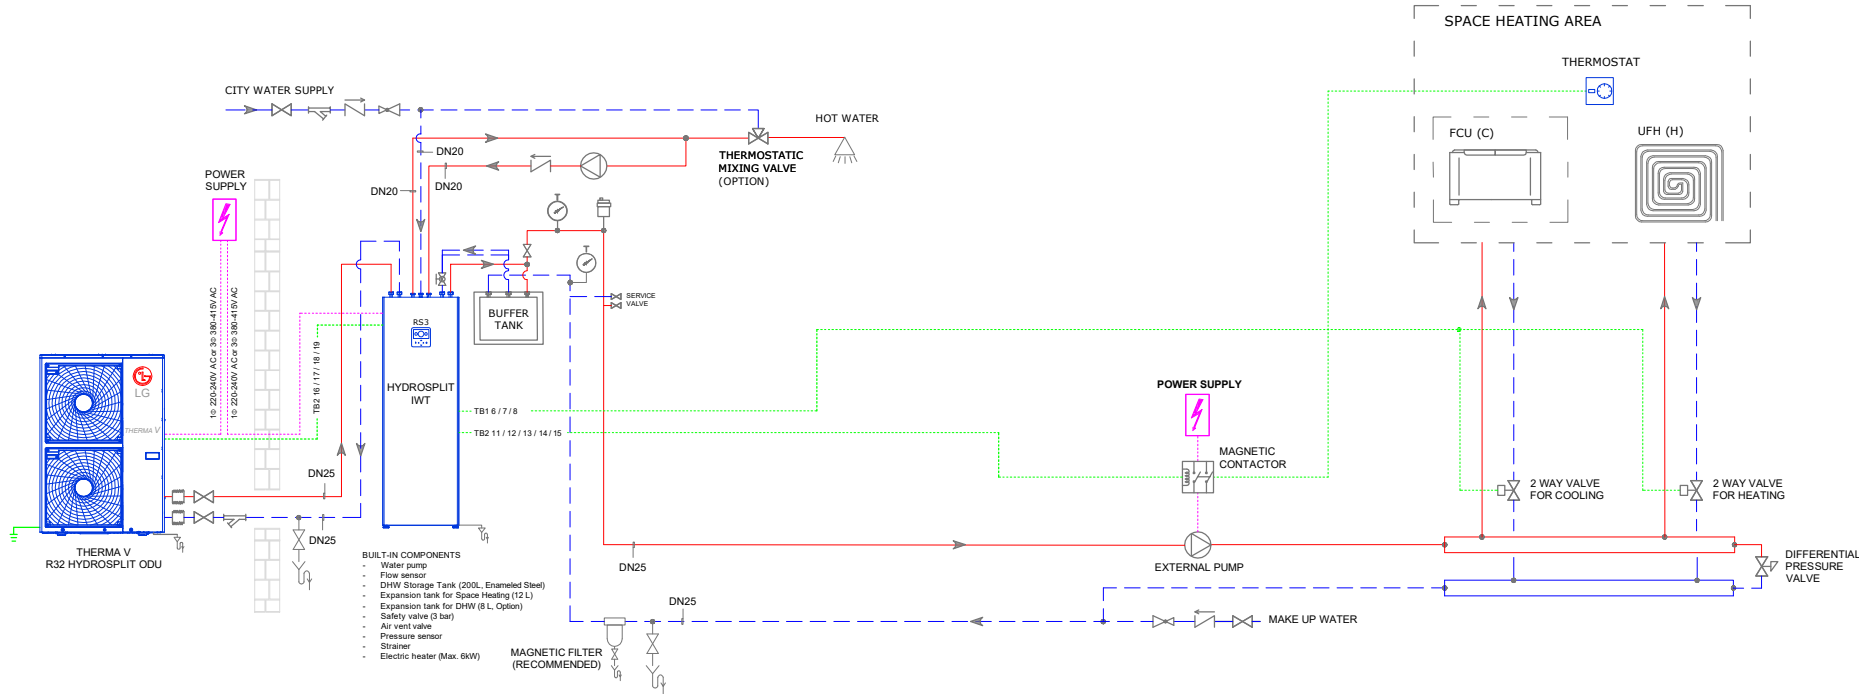 SPACE HEATING AREA
THERMOSTAT
CITY WATER SUPPLY
HOT WATER
FCU (C)
UFH (H)
DN20
THERMOSTATIC
MIXING VALVE
(OPTION)
DN20
DN20
POWER
SUPPLY
T
T
SERVICE
VALVE
BUFFER
TANK
RS3
1Φ 220-240V AC or 3Φ 380-415V AC
1Φ 220-240V AC or 3Φ 380-415V AC
TB2 16 / 17 / 18 / 19
LG
THERMA V
HYDROSPLIT
IWT
TB1 6 / 7 / 8
TB2 11 / 12 / 13 / 14 / 15
POWER SUPPLY
MAGNETIC
CONTACTOR
2 WAY VALVE
FOR COOLING
2 WAY VALVE
FOR HEATING
DN25
DN25
THERMA V
R32 HYDROSPLIT ODU
BUILT-IN COMPONENTS
- Water pump
- Flow sensor
- DHW Storage Tank (200L, Enameled Steel)
- Expansion tank for Space Heating (12 L)
- Expansion tank for DHW (8 L, Option)
- Safety valve (3 bar)
- Air vent valve
- Pressure sensor
- Strainer
- Electric heater (Max. 6kW)
DN25
EXTERNAL PUMP
DIFFERENTIAL
PRESSURE
VALVE
DN25
MAKE UP WATER
MAGNETIC FILTER
(RECOMMENDED)